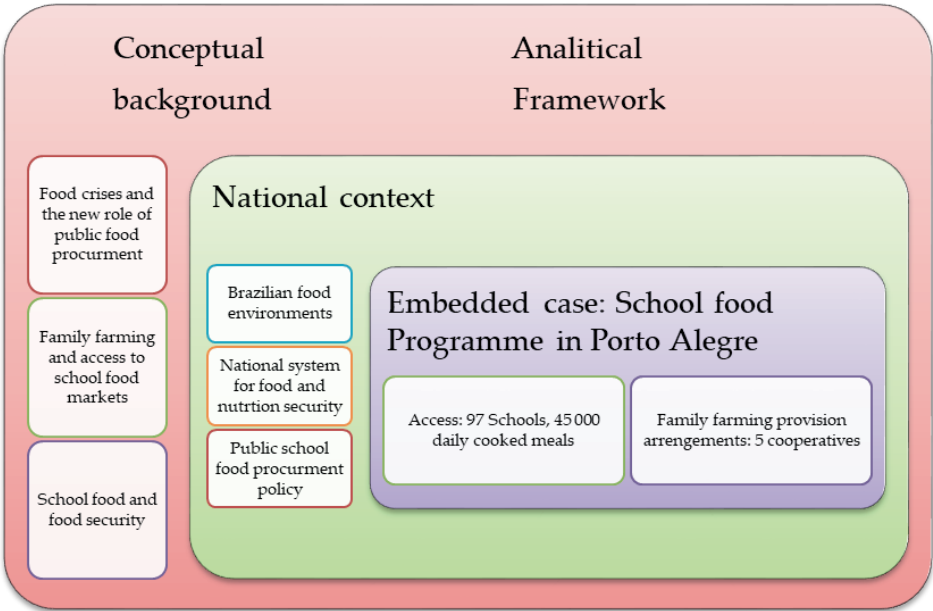 Conceptual
background
Analitical
Framework
Food crises and
the new role of
public food
procurment
Family farming
and access to
school food
markets
School food and
food security
National context
Brazilian food
environments
National system
for food and
nutrtion security
Public school
food procurment
policy
Embedded case: School food
Programme in Porto Alegre
Access: 97 Schools, 45 000
daily cooked meals
Family farming provision
arrengements: 5 cooperatives